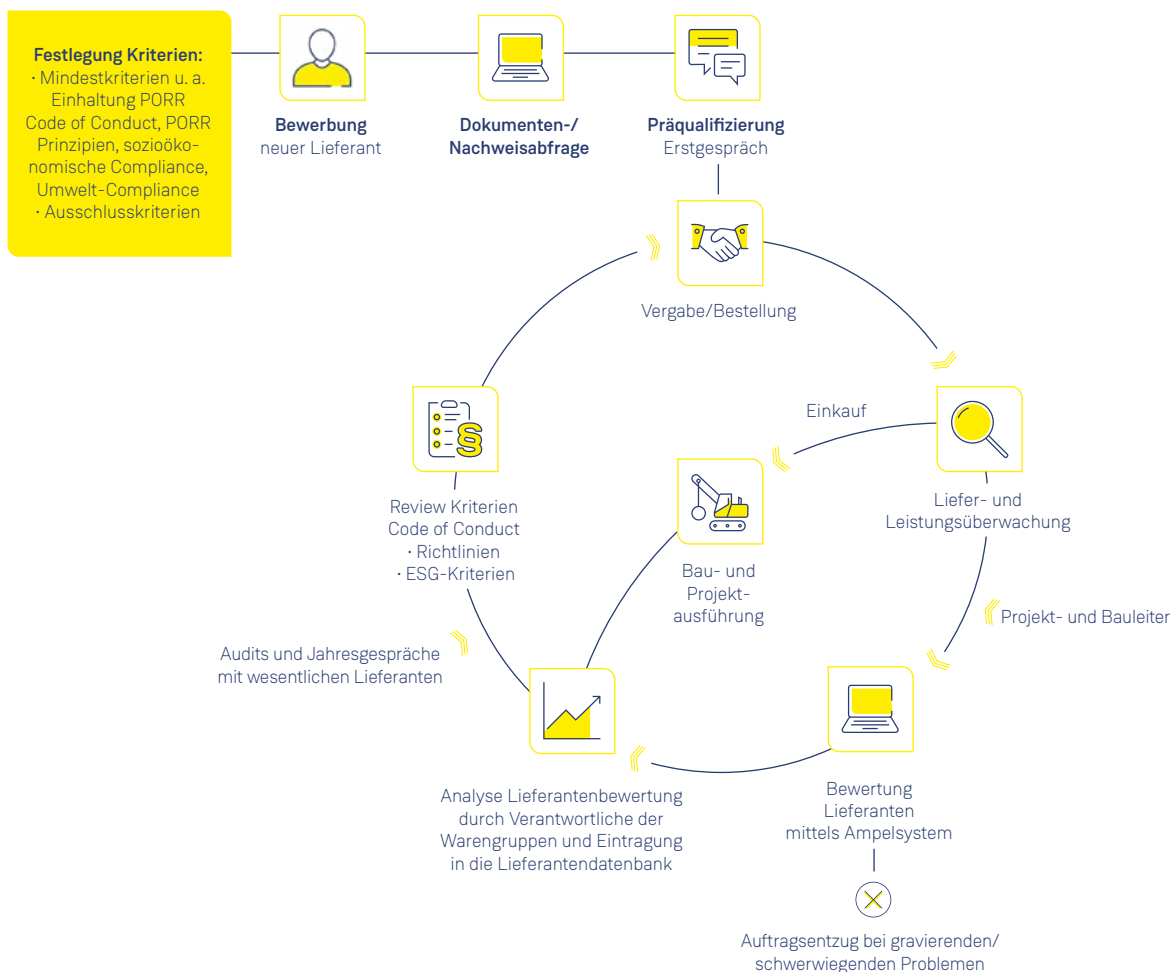 Festlegung Kriterien:
· Mindestkriterien u. a.
Einhaltung PORR
Code of Conduct, PORR
Prinzipien, sozioöko-
nomische Compliance,
Umwelt-Compliance
· Ausschlusskriterien
Bewerbung
neuer Lieferant
Dokumenten-/
Nachweisabfrage
Präqualifizierung
Erstgespräch
Vergabe/Bestellung
Einkauf
Liefer- und
Leistungsüberwachung
§
Review Kriterien
Code of Conduct
· Richtlinien
· ESG-Kriterien
Bau- und
Projekt-
ausführung
Projekt- und Bauleiter
Audits und Jahresgespräche
mit wesentlichen Lieferanten
Analyse Lieferantenbewertung
durch Verantwortliche der
Warengruppen und Eintragung
in die Lieferantendatenbank
Bewertung
Lieferanten
mittels Ampelsystem
Auftragsentzug bei gravierenden/
schwerwiegenden Problemen